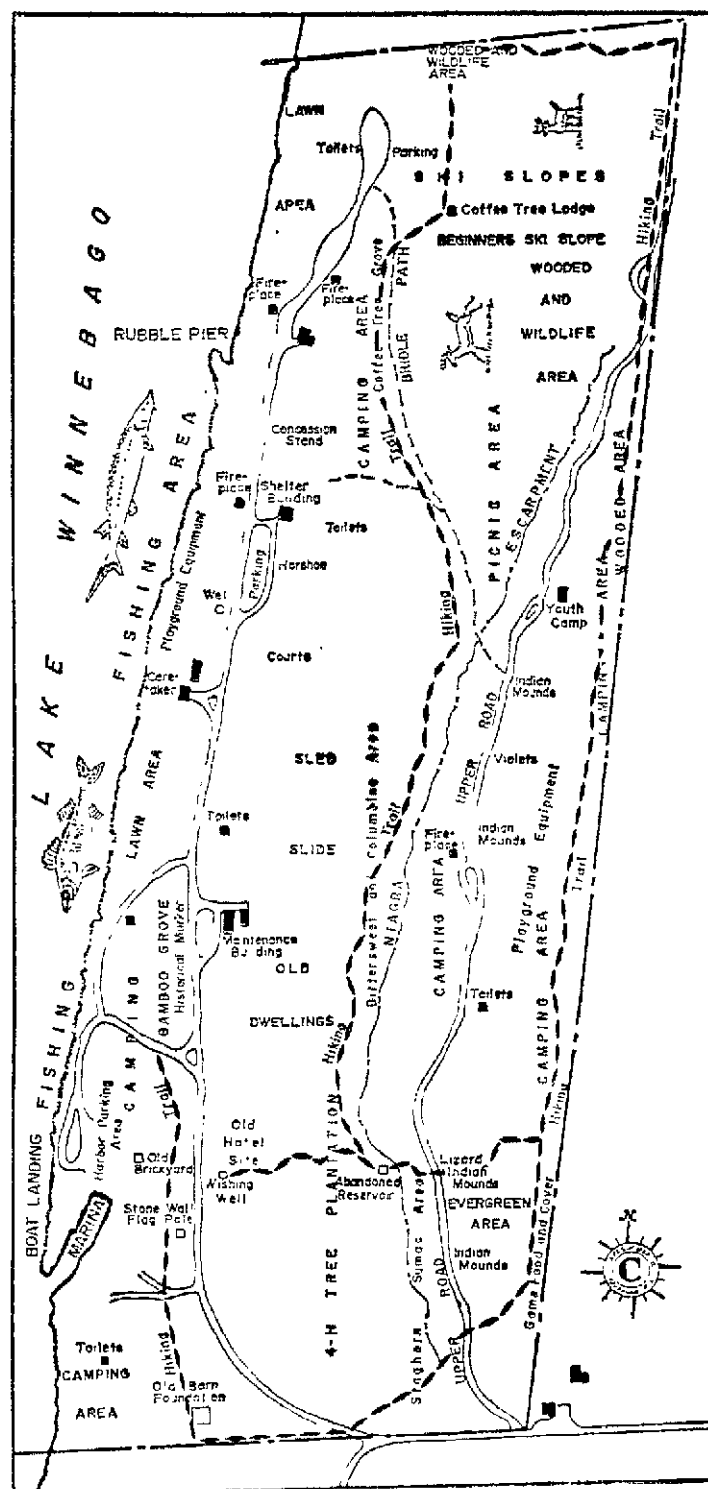 WOODED AND
WILDLIFE
AREA
LAWN
AREA
Toilets
Parking
SKI SLOPES
Trail
Hiking
Coffee Tree Lodge
BEGINNERS SKI SLOPE
WOODED
AND
WILDLIFE
AREA
Fire-
place
Fire-
place
RUBBLE PIER
LAKE WINNEBAGO
CAMPING AREA
Coffee Tree Grove
BRIDLE PATH
Trail
Hiking
PICNIC AREA
ESCARPMENT
WOODED AREA
CAMPING AREA
Concession
Stand
Fire-
place
Shelter
Building
Toilets
Playground Equipment
FISHING AREA
Parking
Horshoe
Courts
Well
Youth
Camp
Care-
taker
Indian
Mounds
UPPER ROAD
Violets
LAWN AREA
SLED
SLIDE
Toilets
Bittersweet and Columbine Area
Trail
NIAGRA
Fire-
place
Indian
Mounds
CAMPING AREA
Playground Equipment
Trail
Maintenance
Building
OLD
DWELLINGS
Toilets
CAMPING
BAMBOO GROVE
Historical Marker
FISHING
Hiking
CAMPING AREA
Hiking
BOAT LANDING
Harbor Parking
Area
Trail
Old
Brickyard
Old
Hotel
Site
Wishing
Well
Abandoned
Reservoir
Lizard
Indian
Mounds
EVERGREEN
AREA
Stone Wall
Flag Pole
MARINA
4-H TREE PLANTATION
Staghorn Sumac Area
Indian
Mounds
UPPER ROAD
Game Food and Cover
N
C
Toilets
CAMPING
AREA
Hiking
Old Barn
Foundation